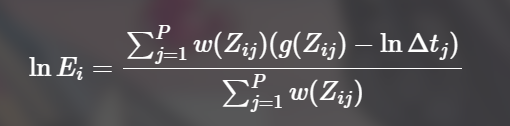 \ln E_i = \frac{\sum_{j=1}^{P} w(Z_{ij})(g(Z_{ij}) - \ln \Delta t_j)}{\sum_{j=1}^{P} w(Z_{ij})}